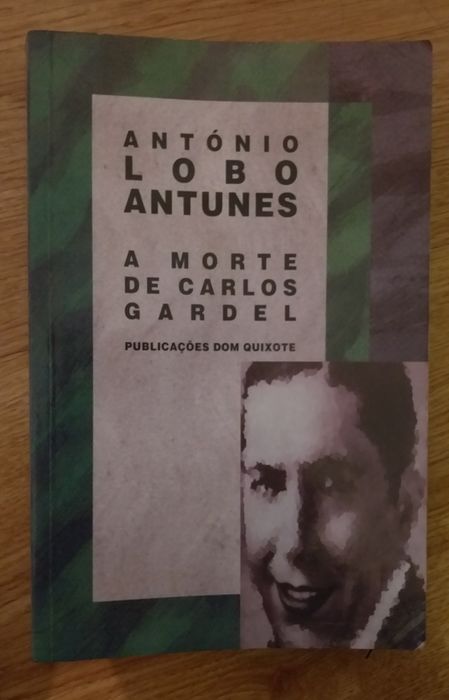 ANTÓNIO
LOBO
ANTUNES
A MORTE
DE CARLOS
GARDEL
PUBLICAÇÕES DOM QUIXOTE